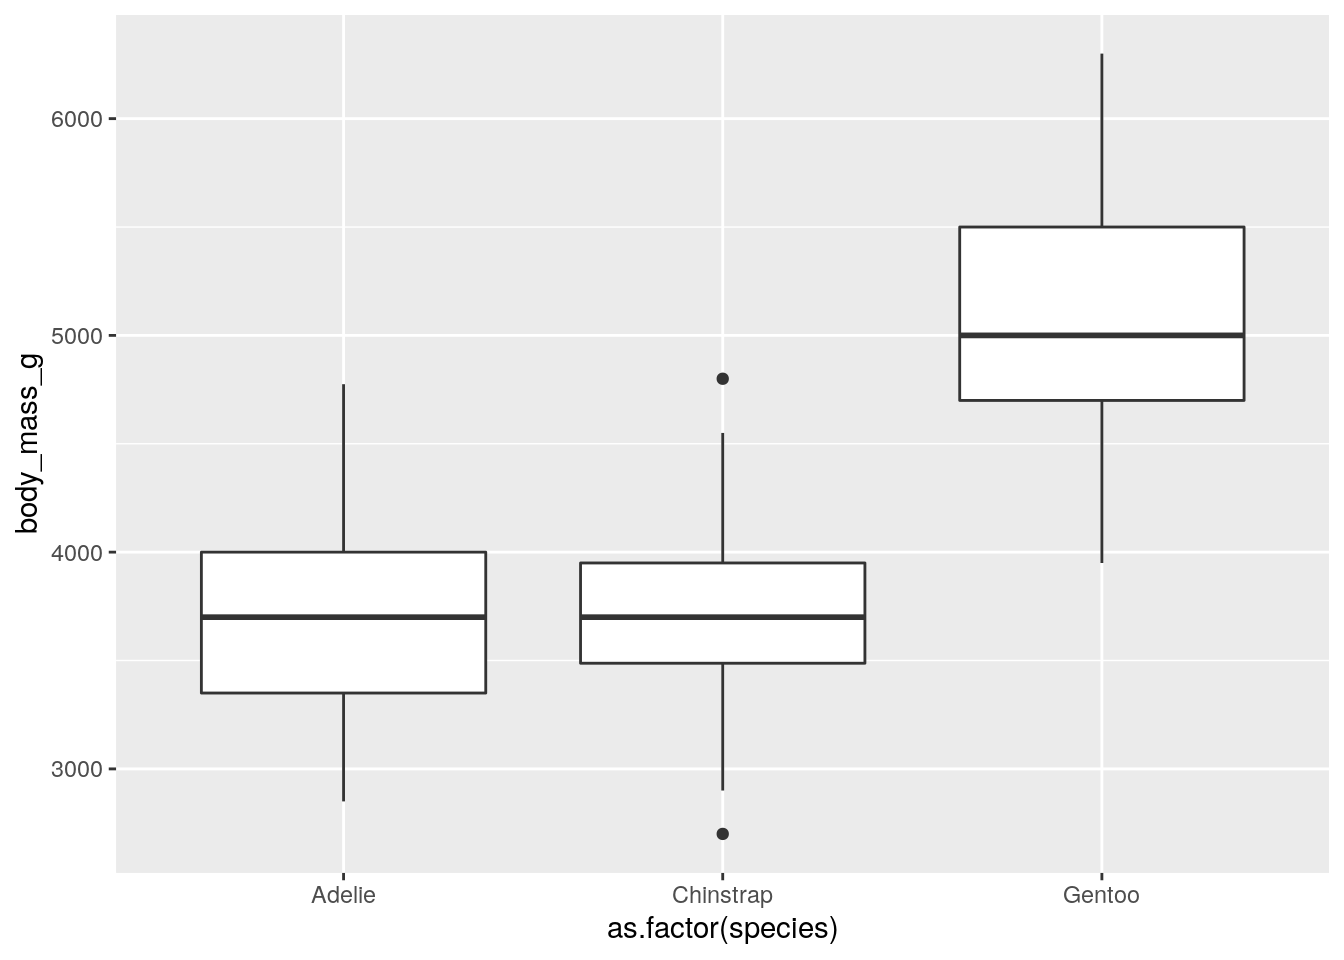 body_mass_g
6000
5000
4000
3000
Adelie
Chinstrap
Gentoo
as.factor(species)